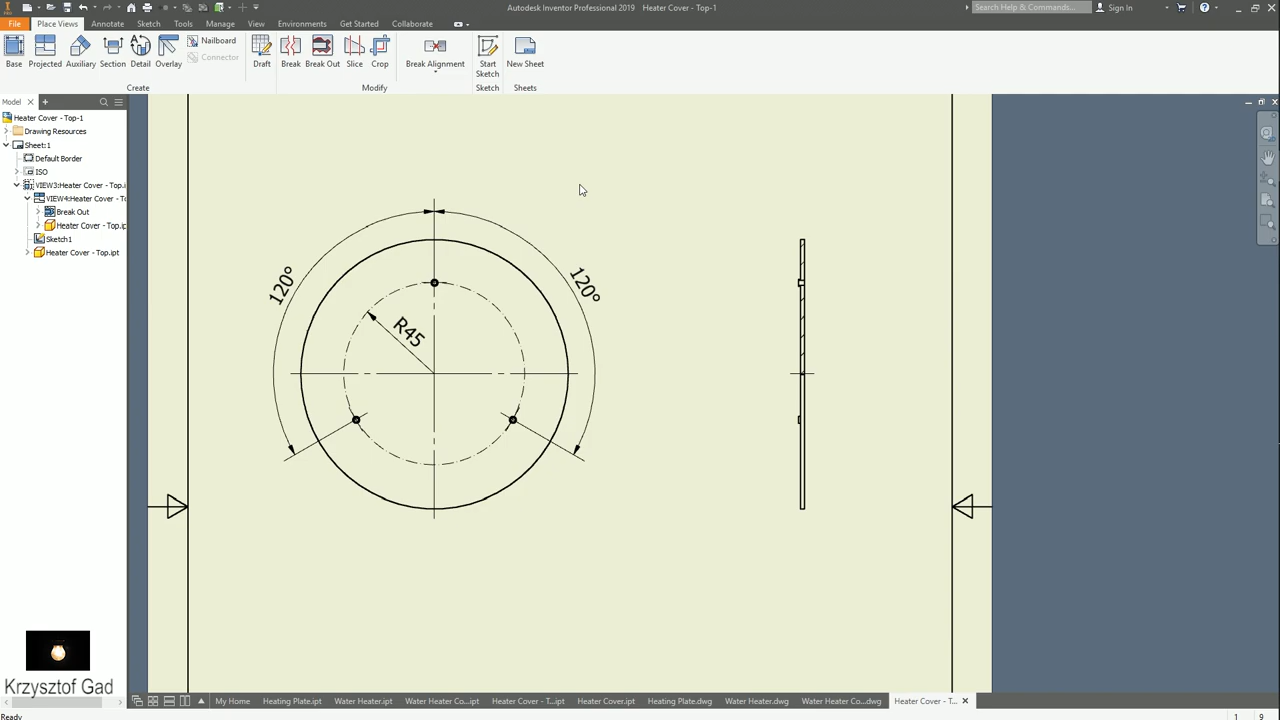 Autodesk Inventor Professional 2019 Heater Cover - Top-1
Search Help & Commands...
Sign In
File Place Views Annotate Sketch Tools Manage View Environments Get Started Collaborate
Base Projected Auxiliary Section Detail Overlay
Nailboard
Connector
Draft
Break Break Out Slice Crop
Break Alignment
Start
Sketch
New Sheet
Create Modify Sketch Sheets
Model
Heater Cover - Top-1
Drawing Resources
Sheet:1
Default Border
ISO
VIEW3:Heater Cover - Top.i
VIEW4:Heater Cover - To
Break Out
Heater Cover - Top.ip
Sketch1
Heater Cover - Top.ipt
120°
120°
R45
Krzysztof Gad
My Home Heating Plate.ipt Water Heater.ipt Water Heater Co...ipt Heater Cover - T...ipt Heater Cover.ipt Heating Plate.dwg Water Heater.dwg Water Heater Co...dwg Heater Cover - T...
Ready
1 9